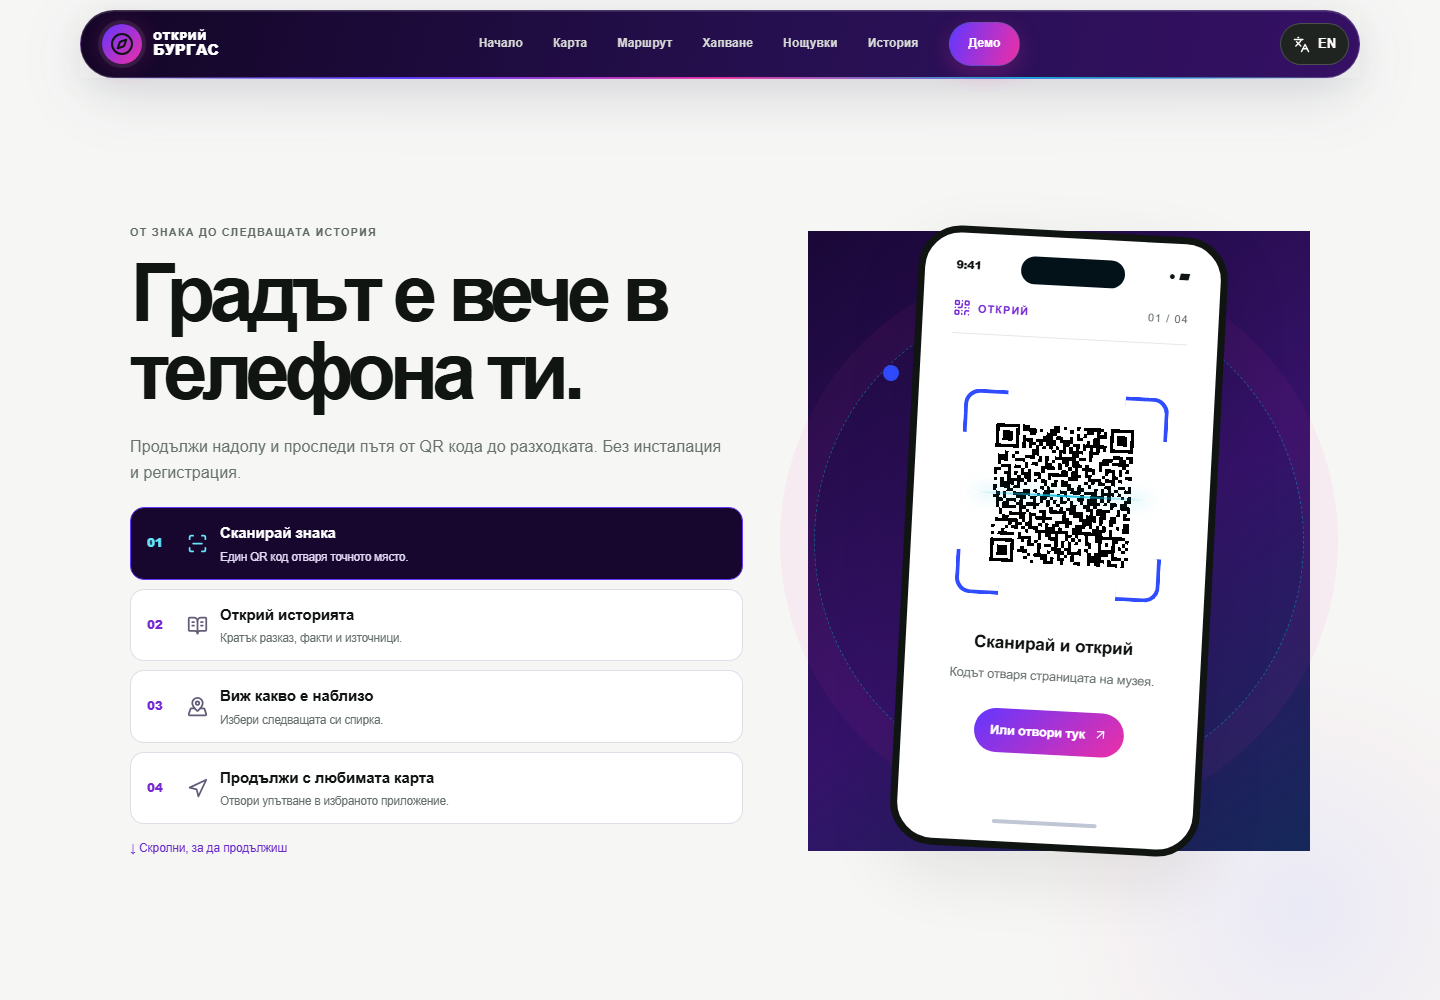 ОТКРИЙ
БУРГАС
Начало
Карта
Маршрут
Хапване
Нощувки
История
Демо
EN
ОТ ЗНАКА ДО СЛЕДВАЩАТА ИСТОРИЯ
Градът е вече в
телефона ти.
Продължи надолу и проследи пътя от QR кода до разходката. Без инсталация
и регистрация.
01
Сканирай знака
Един QR код отваря точното място.
02
Открий историята
Кратък разказ, факти и източници.
03
Виж какво е наблизо
Избери следващата си спирка.
04
Продължи с любимата карта
Отвори упътване в избраното приложение.
↓ Скролни, за да продължиш
9:41
ОТКРИЙ
01 / 04
Сканирай и открий
Кодът отваря страницата на музея.
Или отвори тук